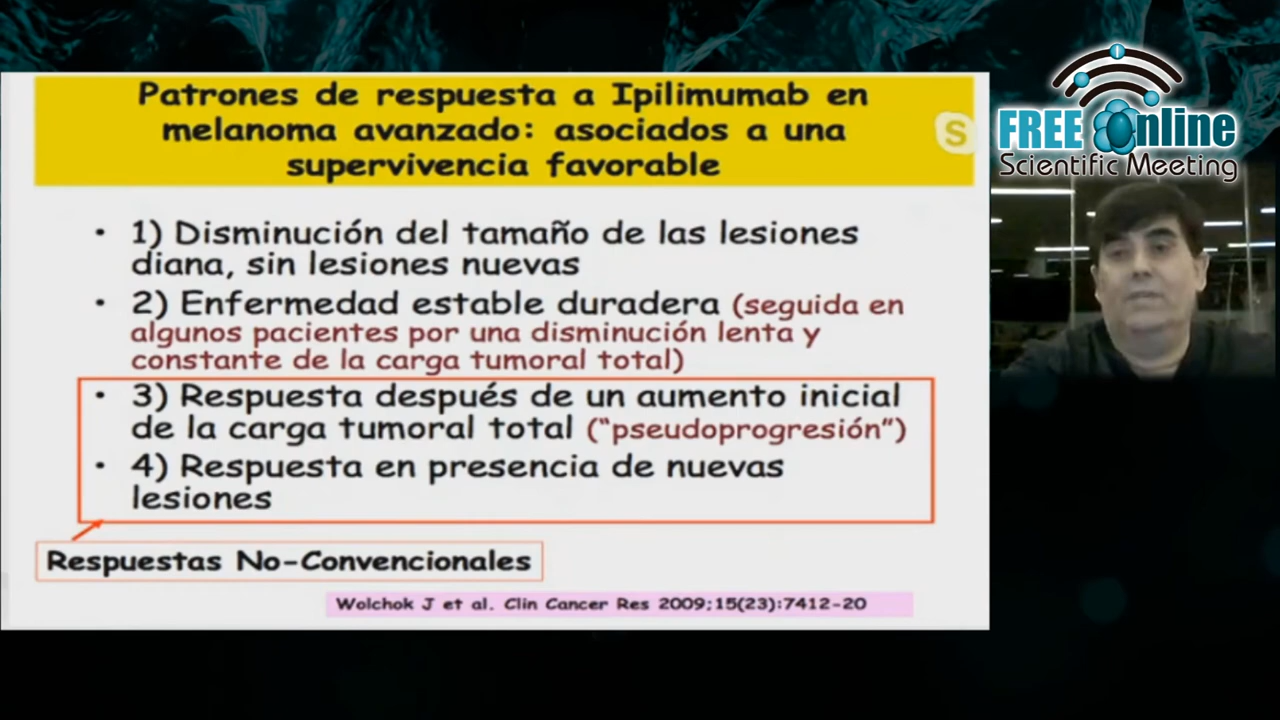 Patrones de respuesta a Ipilimumab en
melanoma avanzado: asociados a una
supervivencia favorable
S
FREE Online
Scientific Meeting
• 1) Disminución del tamaño de las lesiones
diana, sin lesiones nuevas
• 2) Enfermedad estable duradera (seguida en
algunos pacientes por una disminución lenta y
constante de la carga tumoral total)
• 3) Respuesta después de un aumento inicial
de la carga tumoral total (“pseudoprogresión”)
• 4) Respuesta en presencia de nuevas
lesiones
Respuestas No-Convencionales
Wolchok J et al. Clin Cancer Res 2009;15(23):7412-20